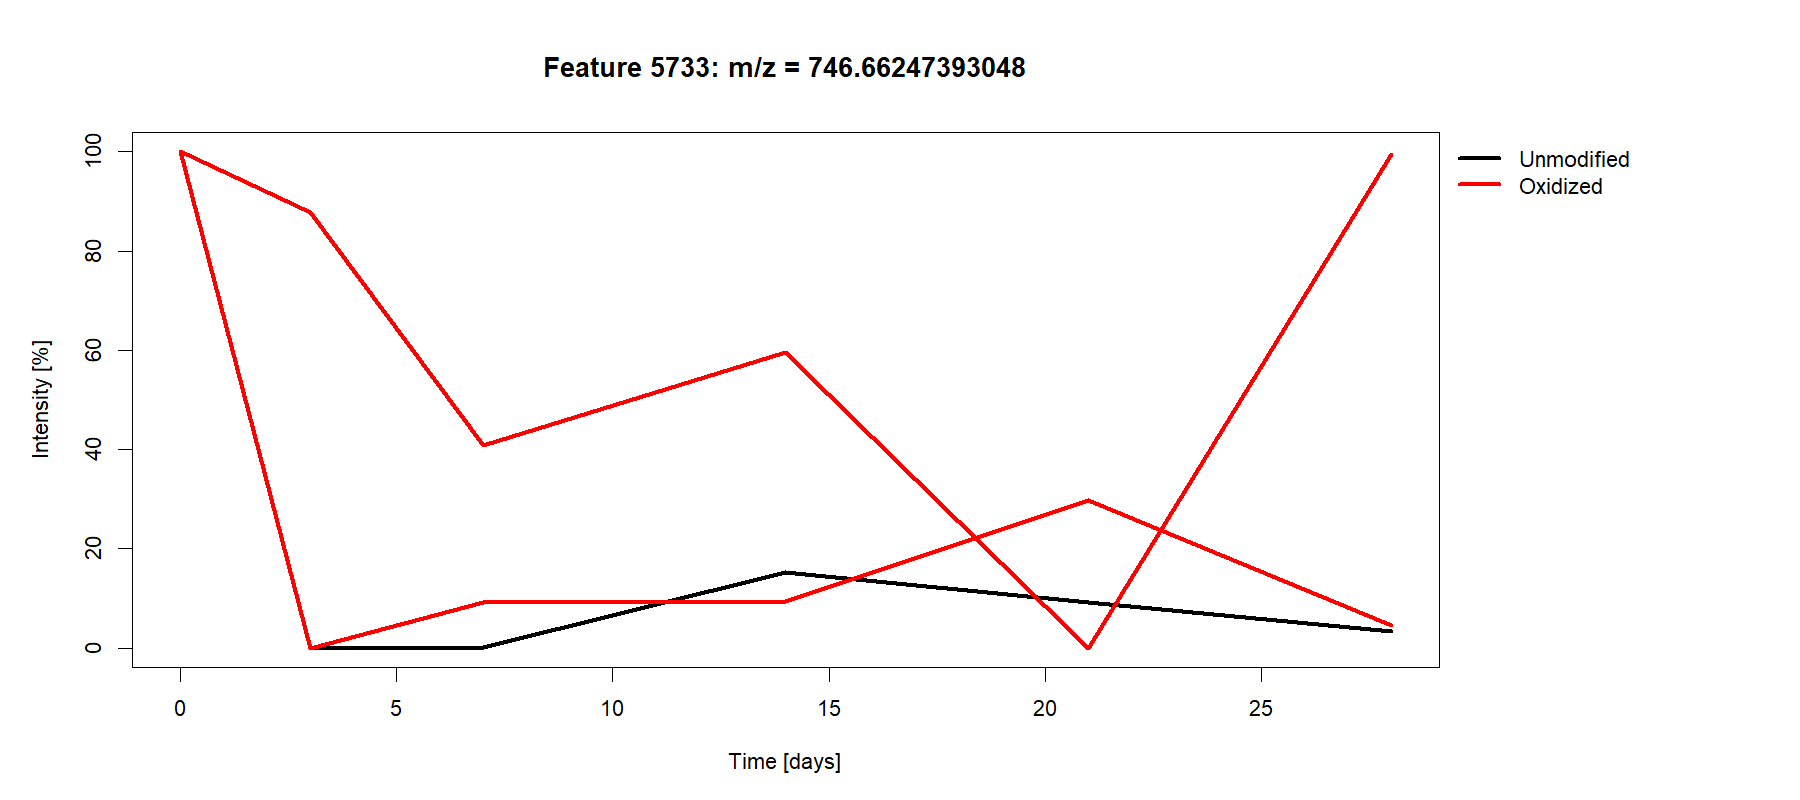 Feature 5733: m/z = 746.66247393048
Unmodified
Oxidized
Intensity [%]
100
80
60
40
20
0
0 5 10 15 20 25
Time [days]